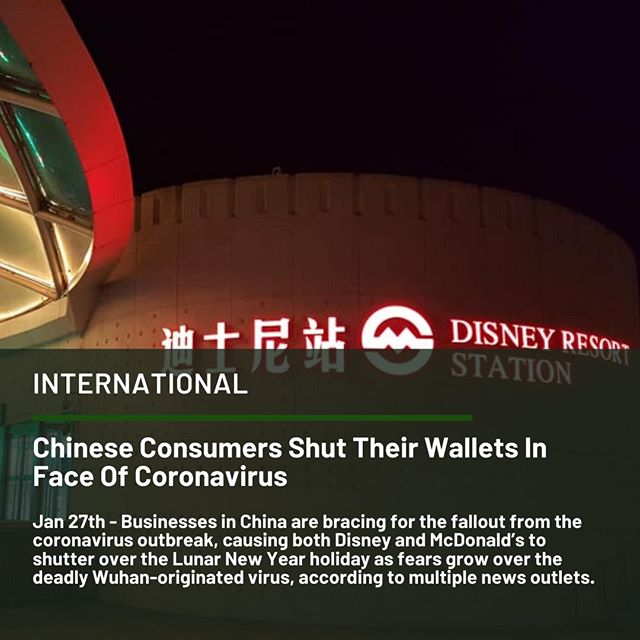 迪士尼站 DISNEY RESORT
STATION
INTERNATIONAL
Chinese Consumers Shut Their Wallets In
Face Of Coronavirus
Jan 27th - Businesses in China are bracing for the fallout from the
coronavirus outbreak, causing both Disney and McDonald's to
shutter over the Lunar New Year holiday as fears grow over the
deadly Wuhan-originated virus, according to multiple news outlets.